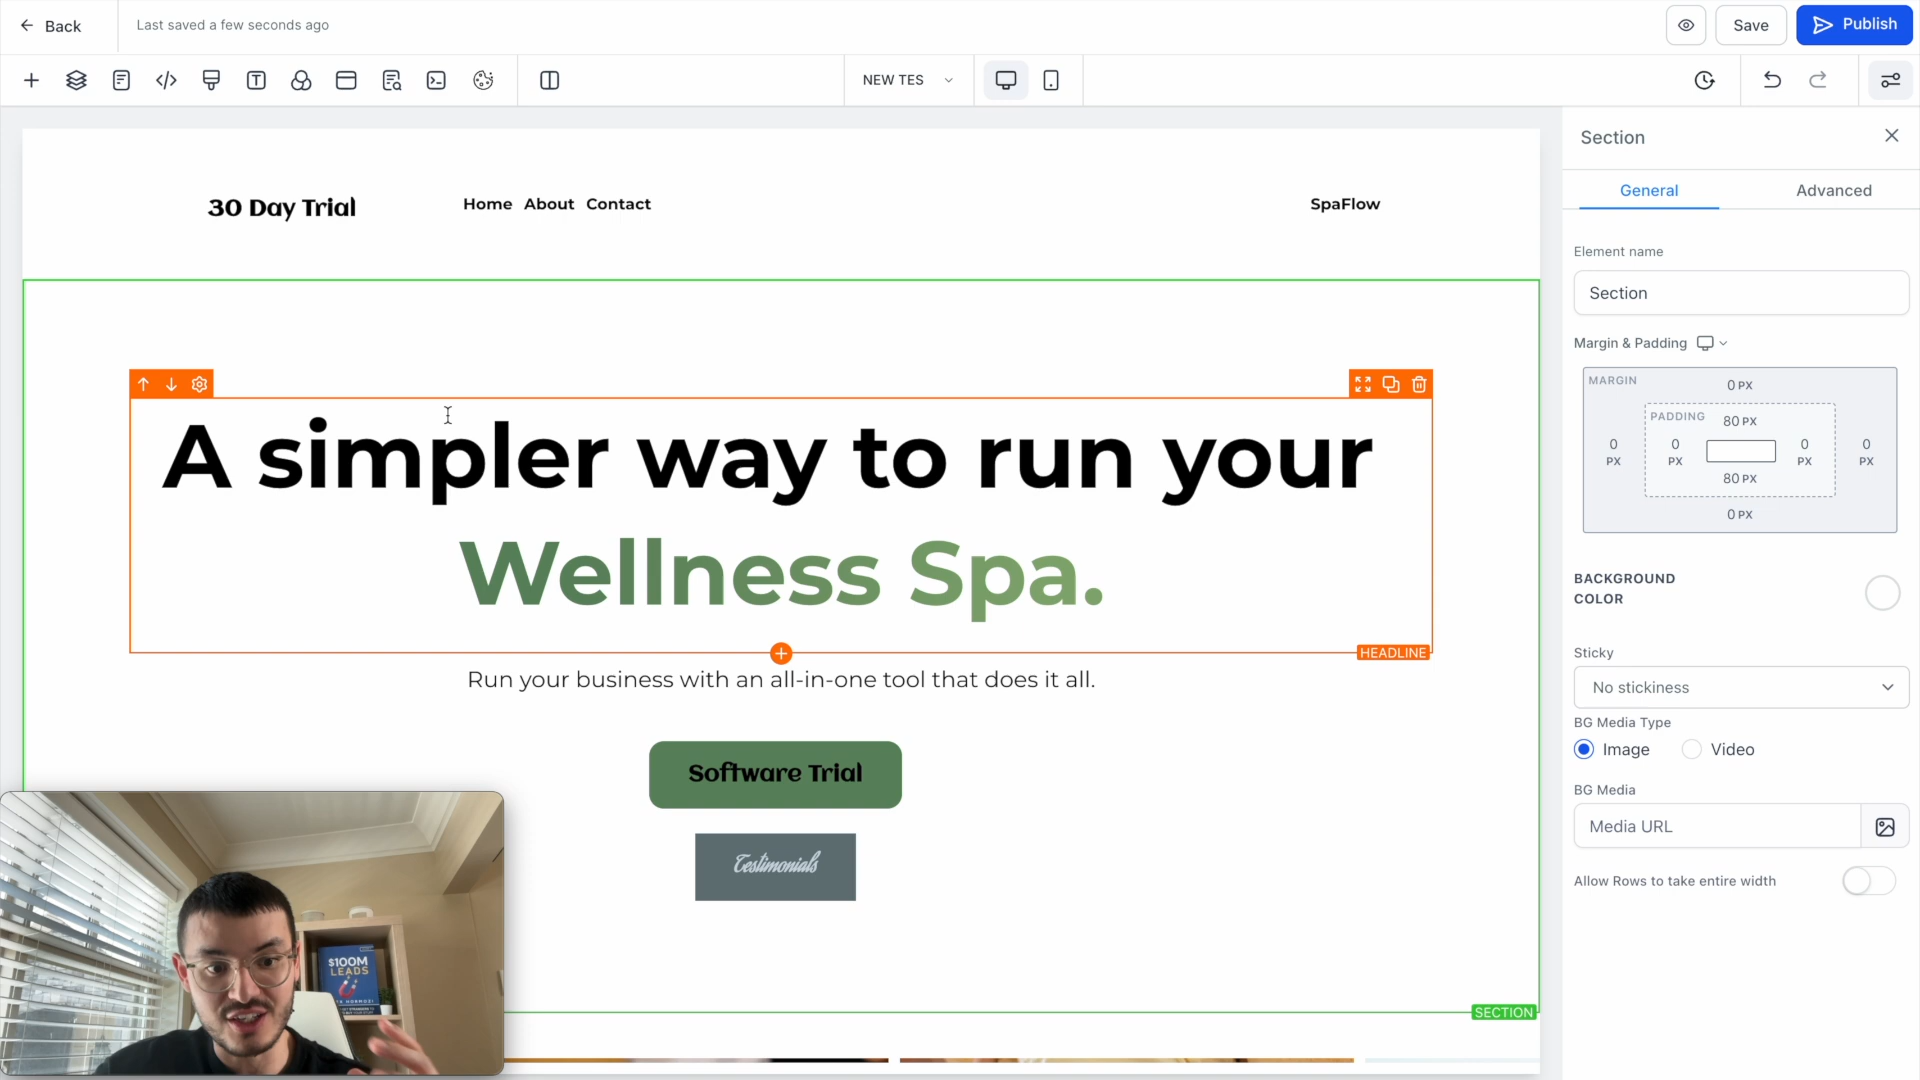 Back
Last saved a few seconds ago
Save
Publish
NEW TES
Section
General
Advanced
30 Day Trial
Home About Contact
SpaFlow
Element name
Section
Margin & Padding
MARGIN
0 PX
PADDING
80 PX
0 PX
0 PX
0 PX
0 PX
80 PX
0 PX
A simpler way to run your
Wellness Spa.
HEADLINE
Run your business with an all-in-one tool that does it all.
Software Trial
Testimonials
SECTION
BACKGROUND
COLOR
Sticky
No stickiness
BG Media Type
Image
Video
BG Media
Media URL
Allow Rows to take entire width
$100M
LEADS